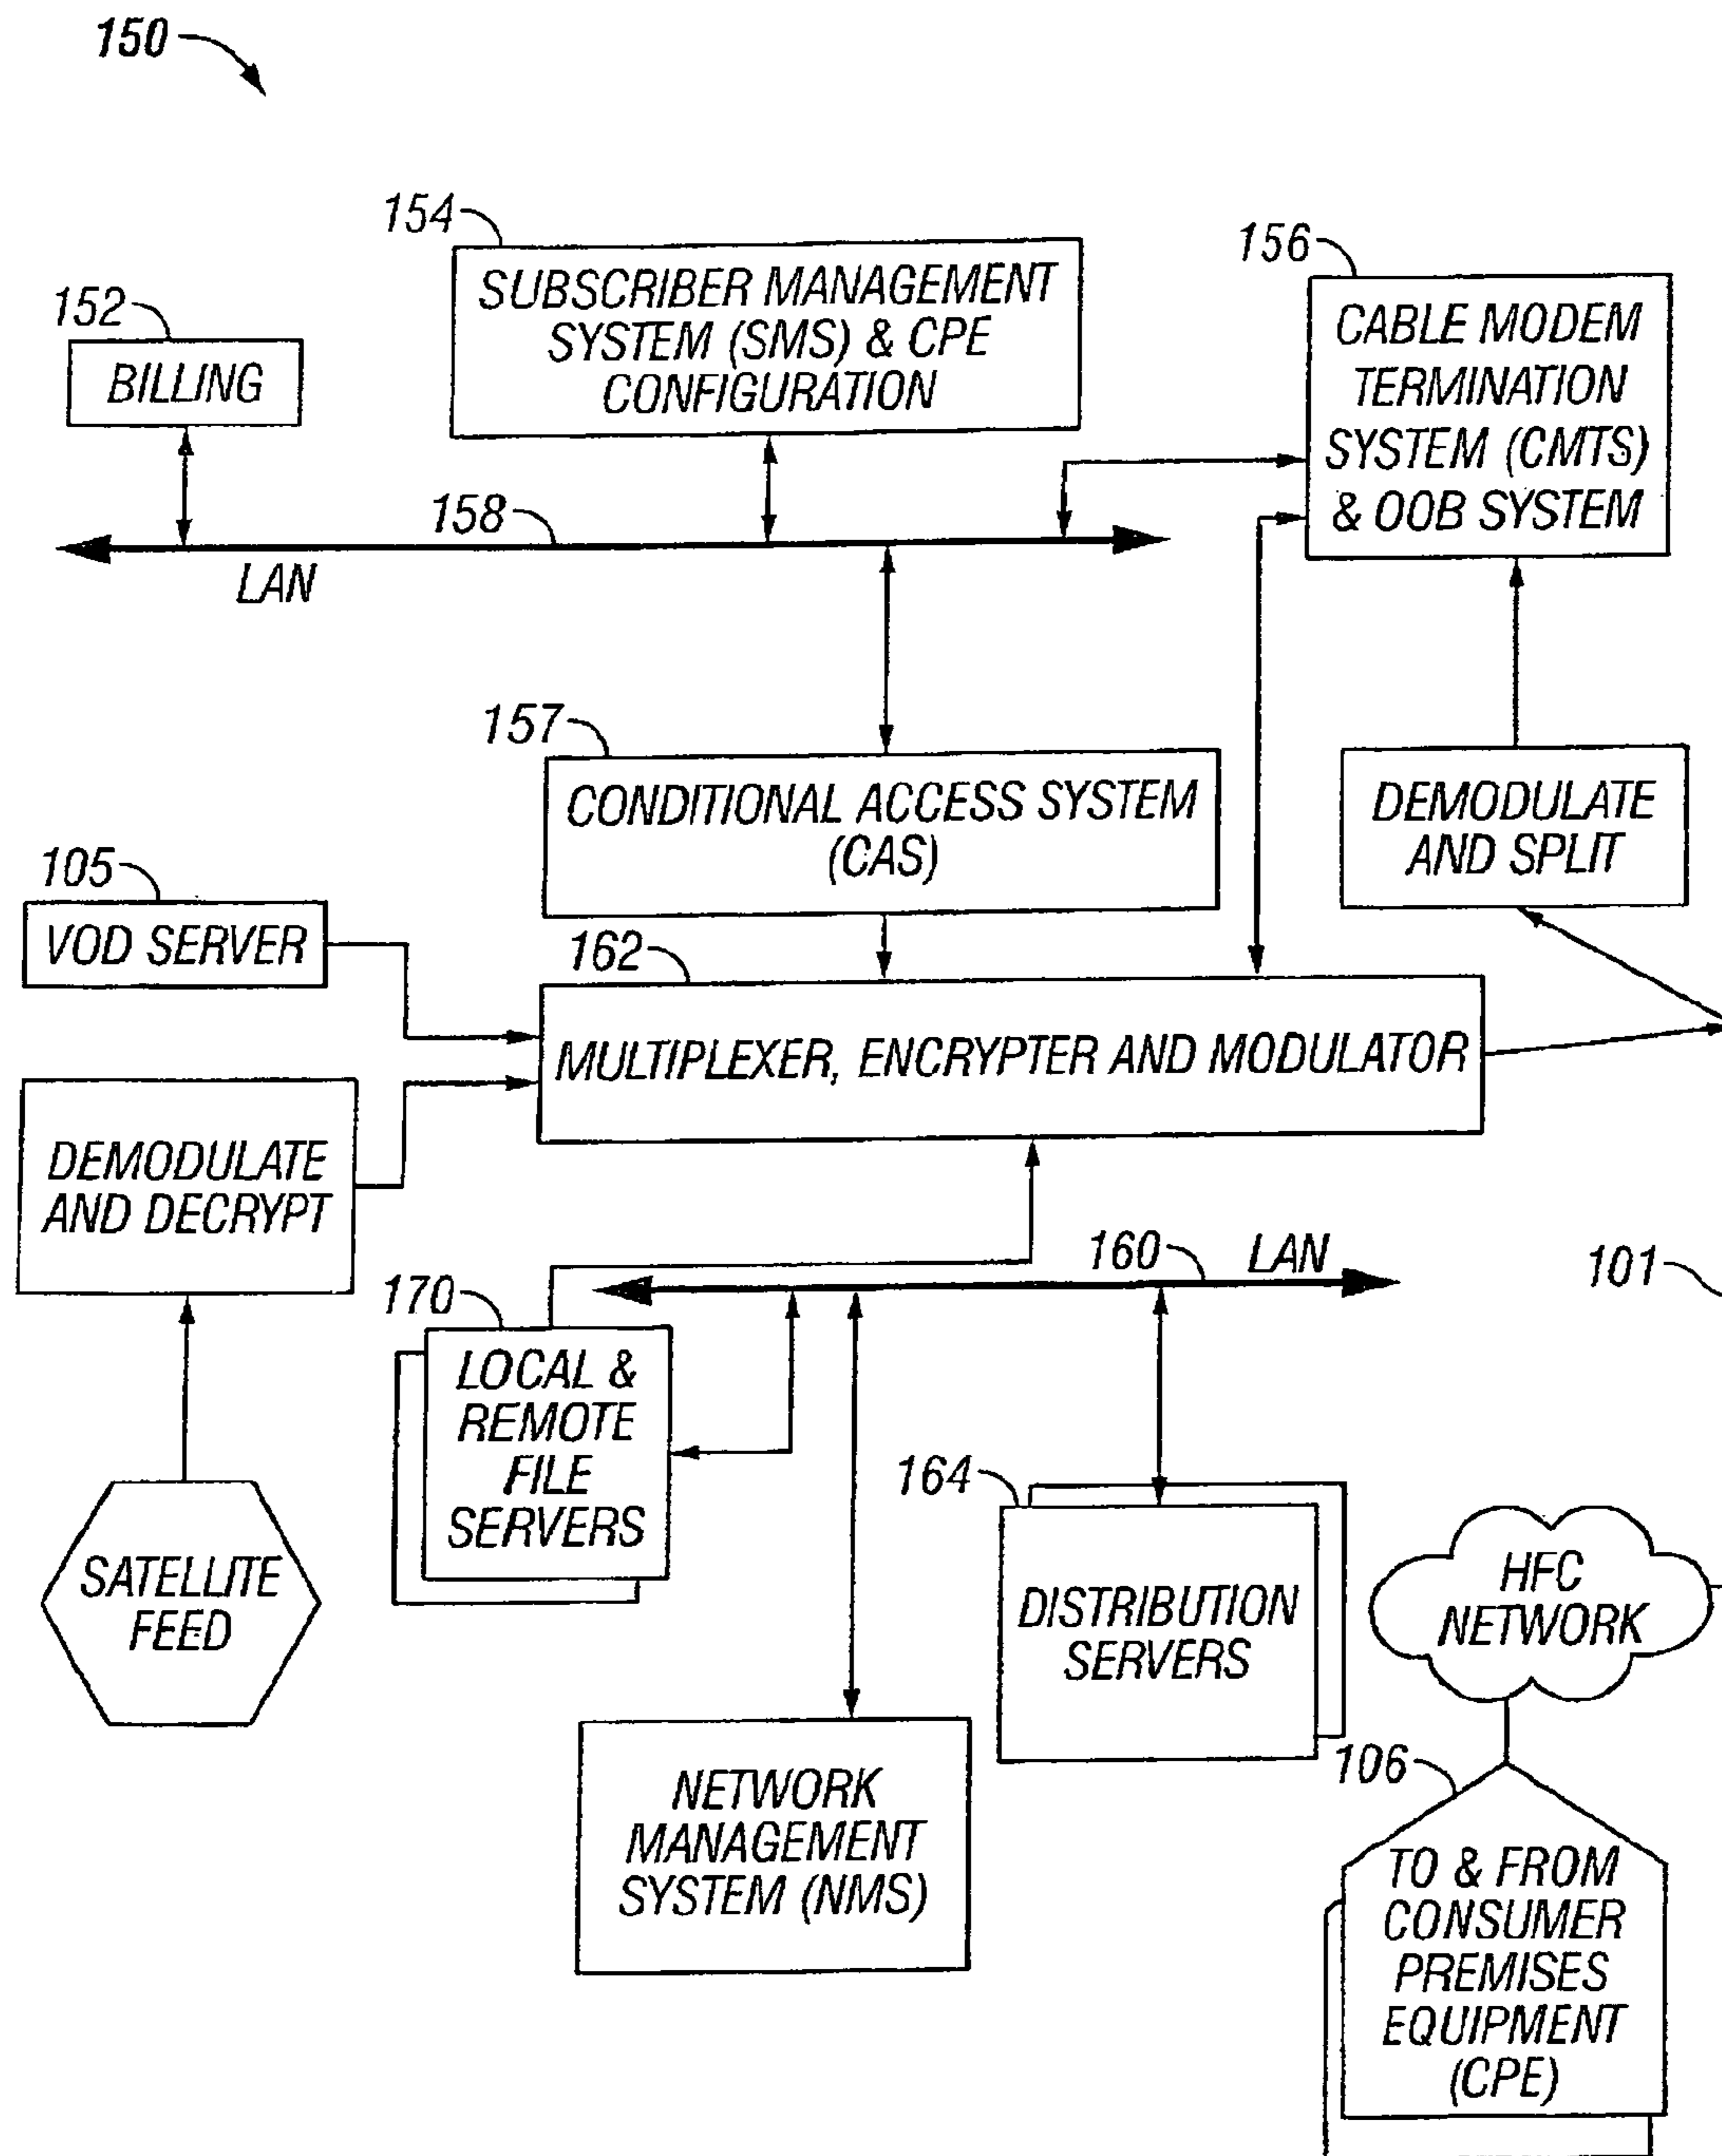 150
154
SUBSCRIBER MANAGEMENT
SYSTEM (SMS) & CPE
CONFIGURATION
156
CABLE MODEM
TERMINATION
SYSTEM (CMTS)
& OOB SYSTEM
152
BILLING
158
LAN
157
CONDITIONAL ACCESS SYSTEM
(CAS)
DEMODULATE
AND SPLIT
105
VOD SERVER
162
MULTIPLEXER, ENCRYPTER AND MODULATOR
DEMODULATE
AND DECRYPT
160
LAN
101
170
LOCAL &
REMOTE
FILE
SERVERS
164
DISTRIBUTION
SERVERS
SATELLITE
FEED
HFC
NETWORK
NETWORK
MANAGEMENT
SYSTEM (NMS)
106
TO & FROM
CONSUMER
PREMISES
EQUIPMENT
(CPE)